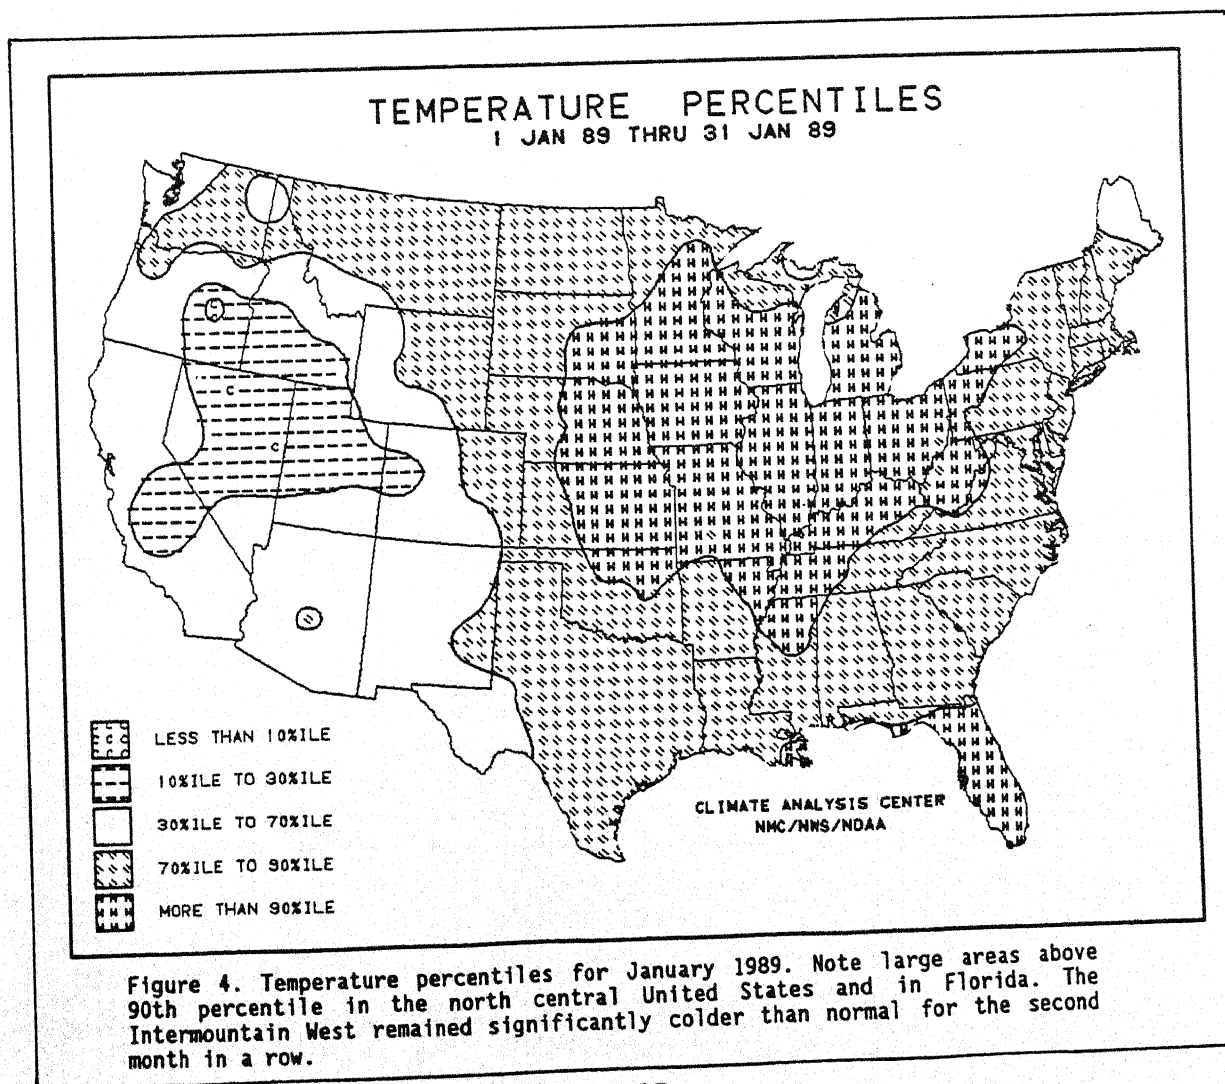 TEMPERATURE PERCENTILES
1 JAN 89 THRU 31 JAN 89
C
C
C
LESS THAN 10%ILE
10%ILE TO 30%ILE
30%ILE TO 70%ILE
70%ILE TO 90%ILE
MORE THAN 90%ILE
CLIMATE ANALYSIS CENTER
NMC/NWS/NOAA
Figure 4. Temperature percentiles for January 1989. Note large areas above
90th percentile in the north central United States and in Florida. The
Intermountain West remained significantly colder than normal for the second
month in a row.